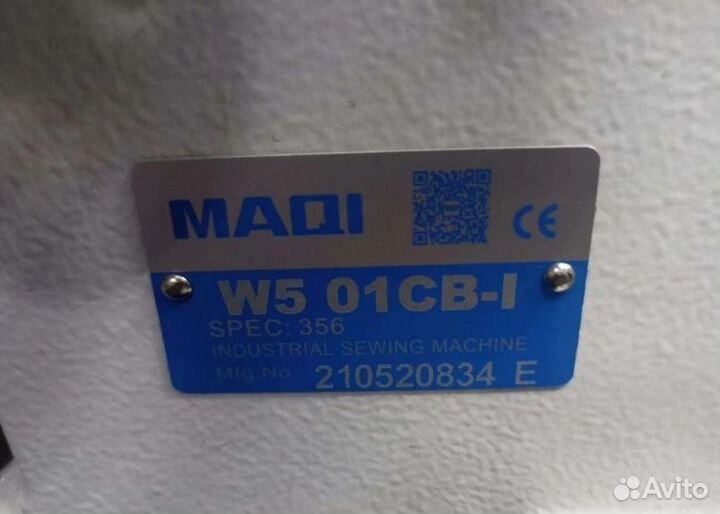 MAQI
CE
W5 01CB-I
SPEC: 356
INDUSTRIAL SEWING MACHINE
Mfg.No.: 210520834 E
Avito